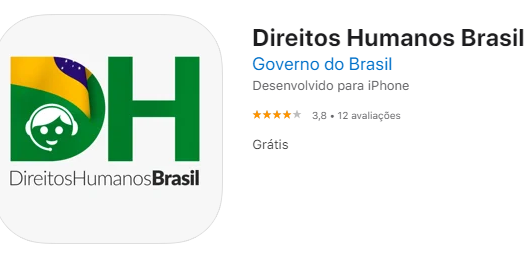 DH
DireitosHumanosBrasil
Direitos Humanos Brasil
Governo do Brasil
Desenvolvido para iPhone
3,8 • 12 avaliações
Grátis